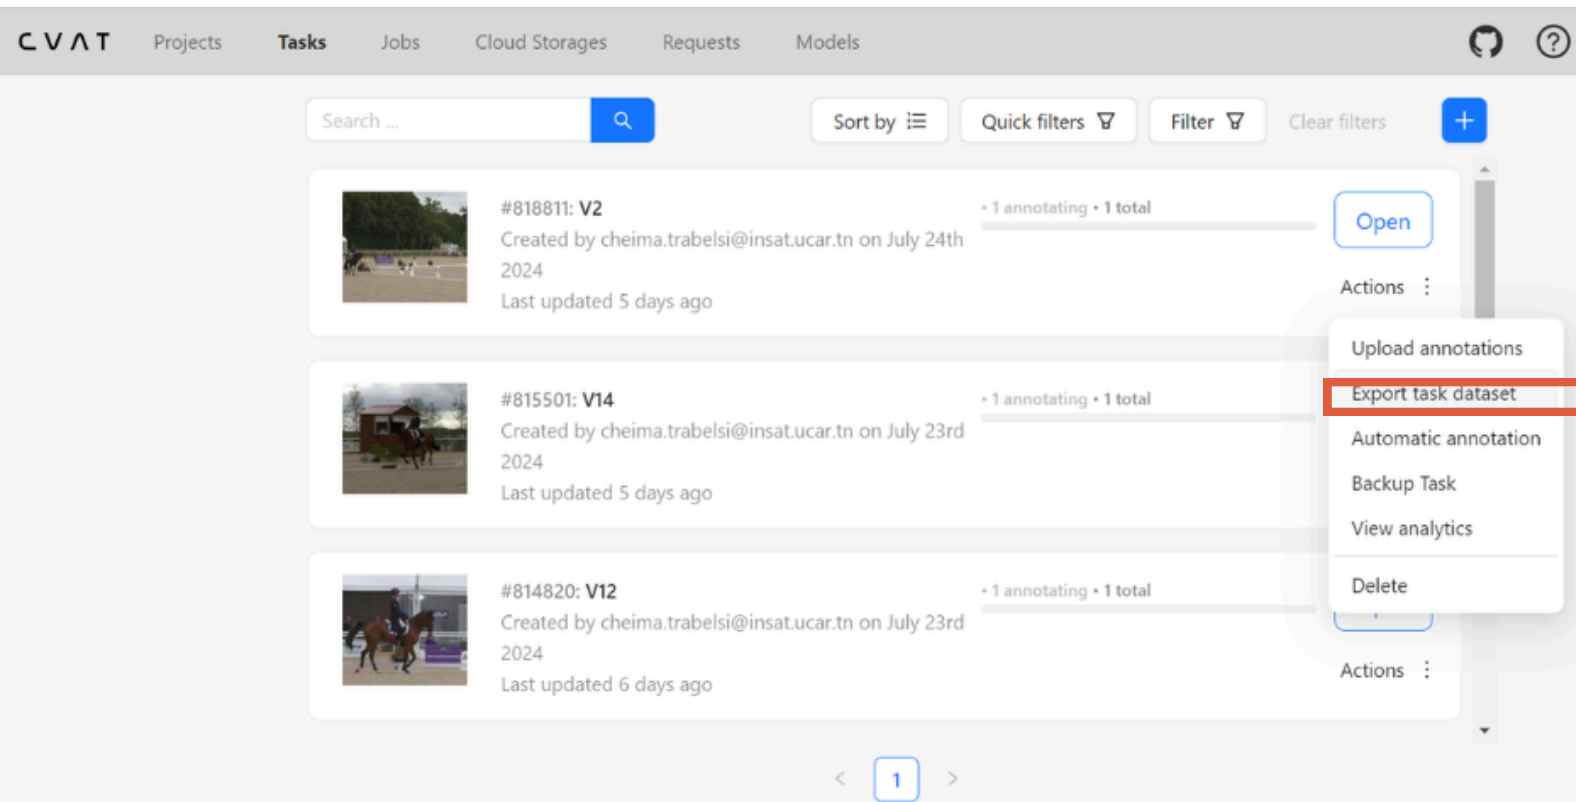 CVAT Projects Tasks Jobs Cloud Storages Requests Models
Search ...
Sort by Quick filters Filter Clear filters
#818811: V2
Created by cheima.trabelsi@insat.ucar.tn on July 24th
2024
Last updated 5 days ago
• 1 annotating • 1 total
Open
Actions
Upload annotations
Export task dataset
Automatic annotation
Backup Task
View analytics
Delete
#815501: V14
Created by cheima.trabelsi@insat.ucar.tn on July 23rd
2024
Last updated 5 days ago
• 1 annotating • 1 total
#814820: V12
Created by cheima.trabelsi@insat.ucar.tn on July 23rd
2024
Last updated 6 days ago
• 1 annotating • 1 total
Actions
< 1 >